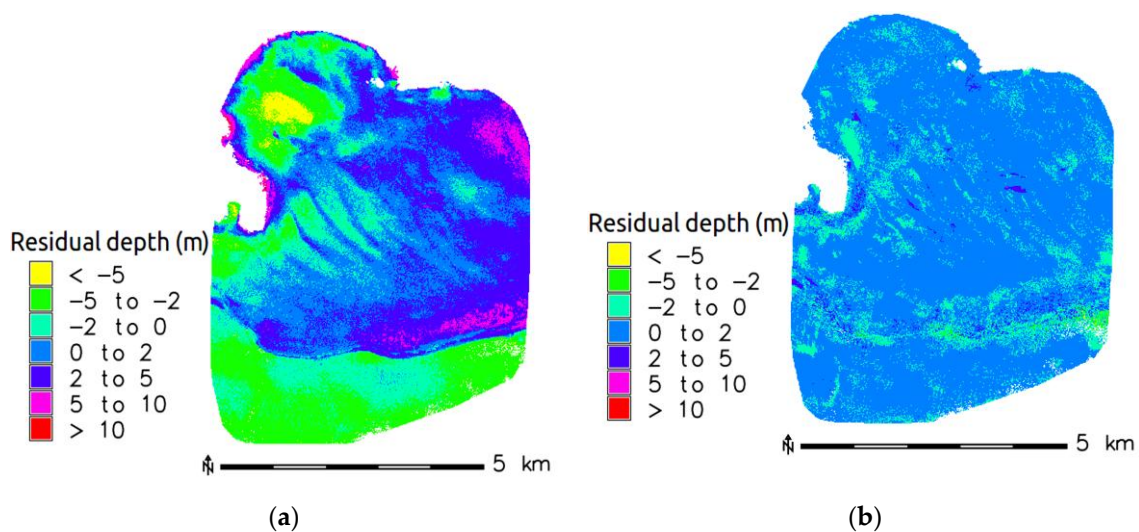 Residual depth (m)
< −5
−5 to −2
−2 to 0
0 to 2
2 to 5
5 to 10
> 10
N
5 km
(a)
Residual depth (m)
< −5
−5 to −2
−2 to 0
0 to 2
2 to 5
5 to 10
> 10
N
5 km
(b)